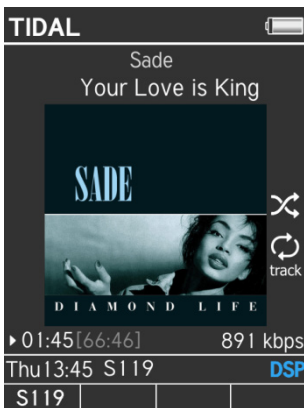 TIDAL
Sade
Your Love is King
SADE
DIAMOND LIFE
track
01:45[66:46] 891 kbps
Thu13:45 S119 DSP
S119